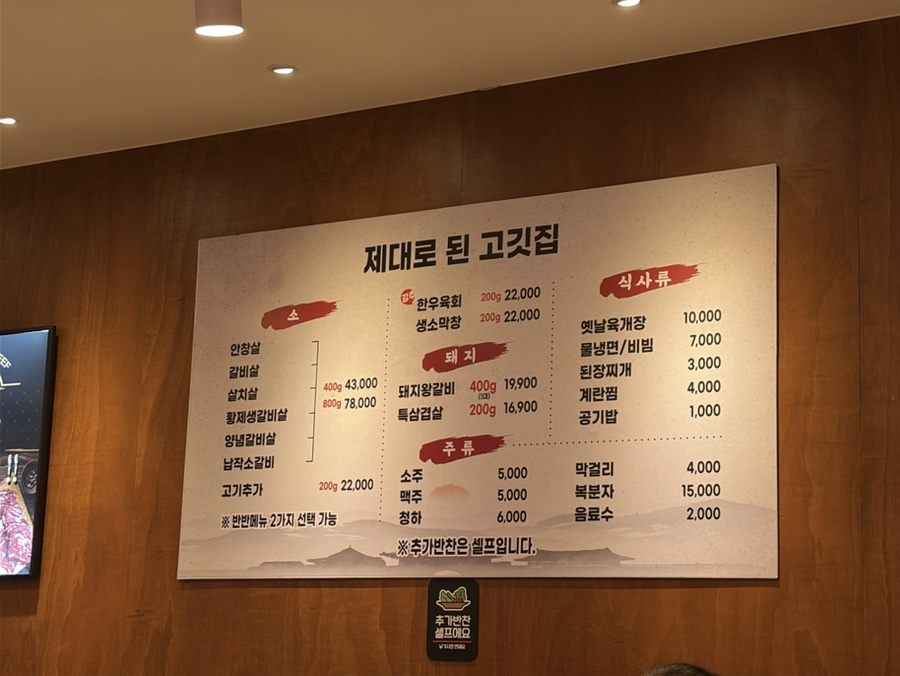 제대로 된 고깃집
소
안창살
갈비살
살치살
황제생갈비살
양념갈비살
납작소갈비
400g 43,000
800g 78,000
고기추가 200g 22,000
※ 반반메뉴 2가지 선택 가능
한우육회 200g 22,000
생소막창 200g 22,000
돼지
돼지왕갈비 400g 19,900
(1대)
특삼겹살 200g 16,900
식사류
옛날육개장 10,000
물냉면/비빔 7,000
된장찌개 3,000
계란찜 4,000
공기밥 1,000
주류
소주 5,000
맥주 5,000
청하 6,000
막걸리 4,000
복분자 15,000
음료수 2,000
※ 추가반찬은 셀프입니다.
추가반찬
셀프에요